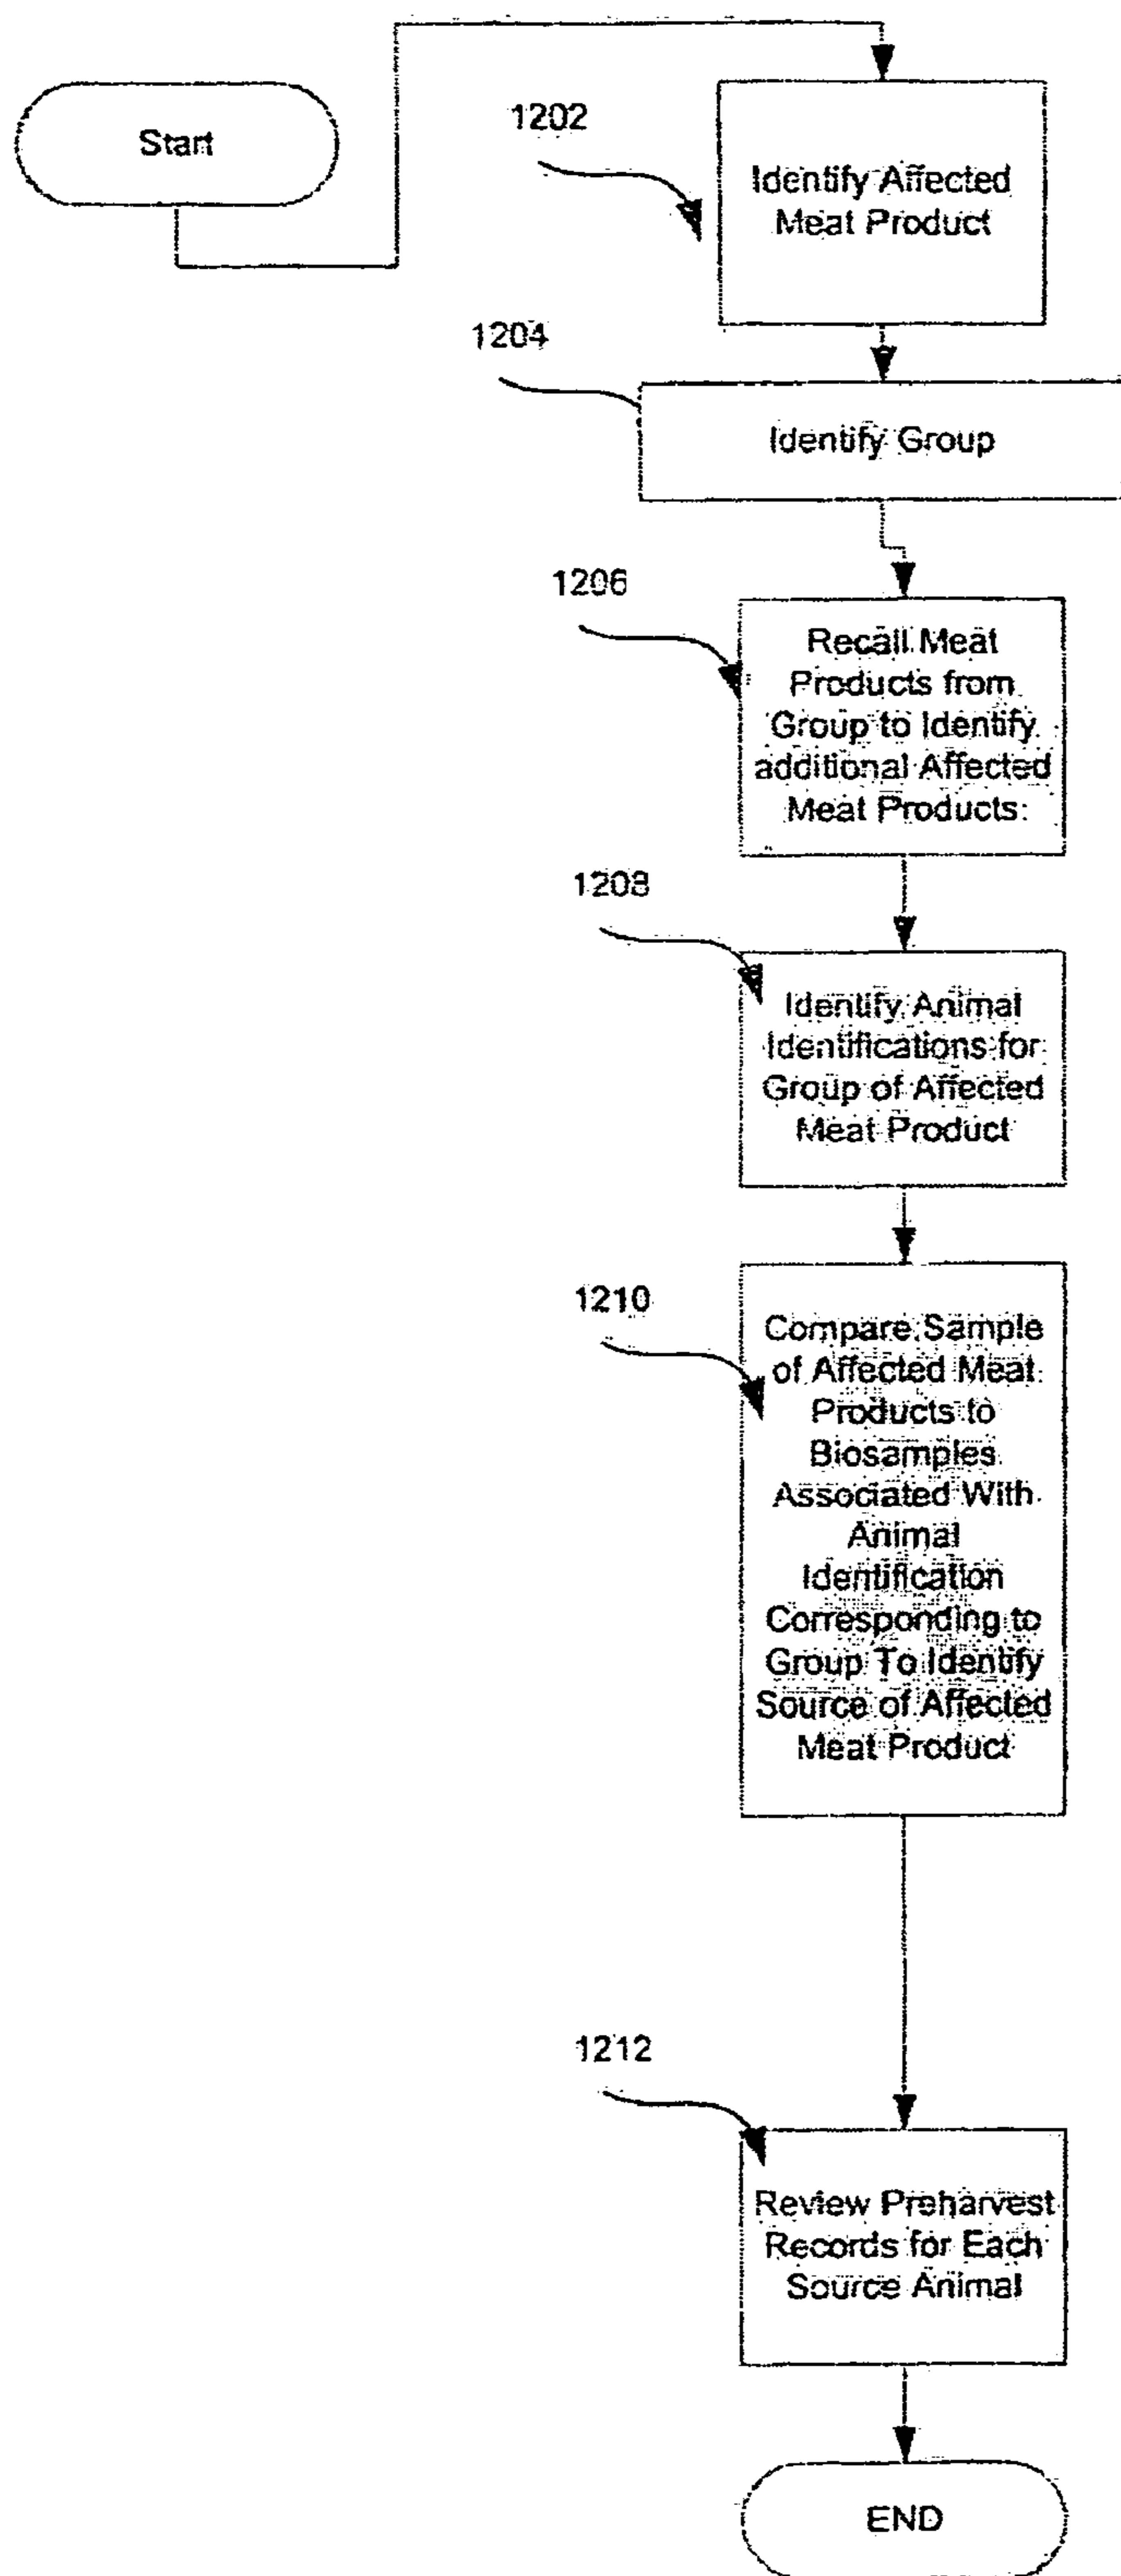 Start
1202
Identify Affected
Meat Product
1204
Identify Group
1206
Recall Meat
Products from
Group to Identify
additional Affected
Meat Products
1208
Identify Animal
Identifications for
Group of Affected
Meat Product
1210
Compare Sample
of Affected Meat
Products to
Biosamples
Associated With
Animal
Identification
Corresponding to
Group To Identify
Source of Affected
Meat Product
1212
Review Preharvest
Records for Each
Source Animal
END